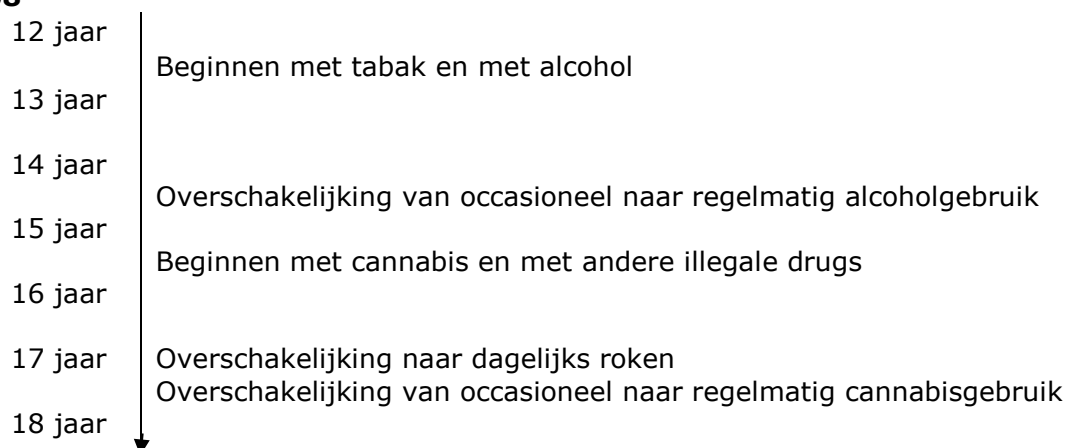 12 jaar
Beginnen met tabak en met alcohol
13 jaar
14 jaar
Overschakelijking van occasioneel naar regelmatig alcoholgebruik
15 jaar
Beginnen met cannabis en met andere illegale drugs
16 jaar
17 jaar Overschakelijking naar dagelijks roken
Overschakelijking van occasioneel naar regelmatig cannabisgebruik
18 jaar